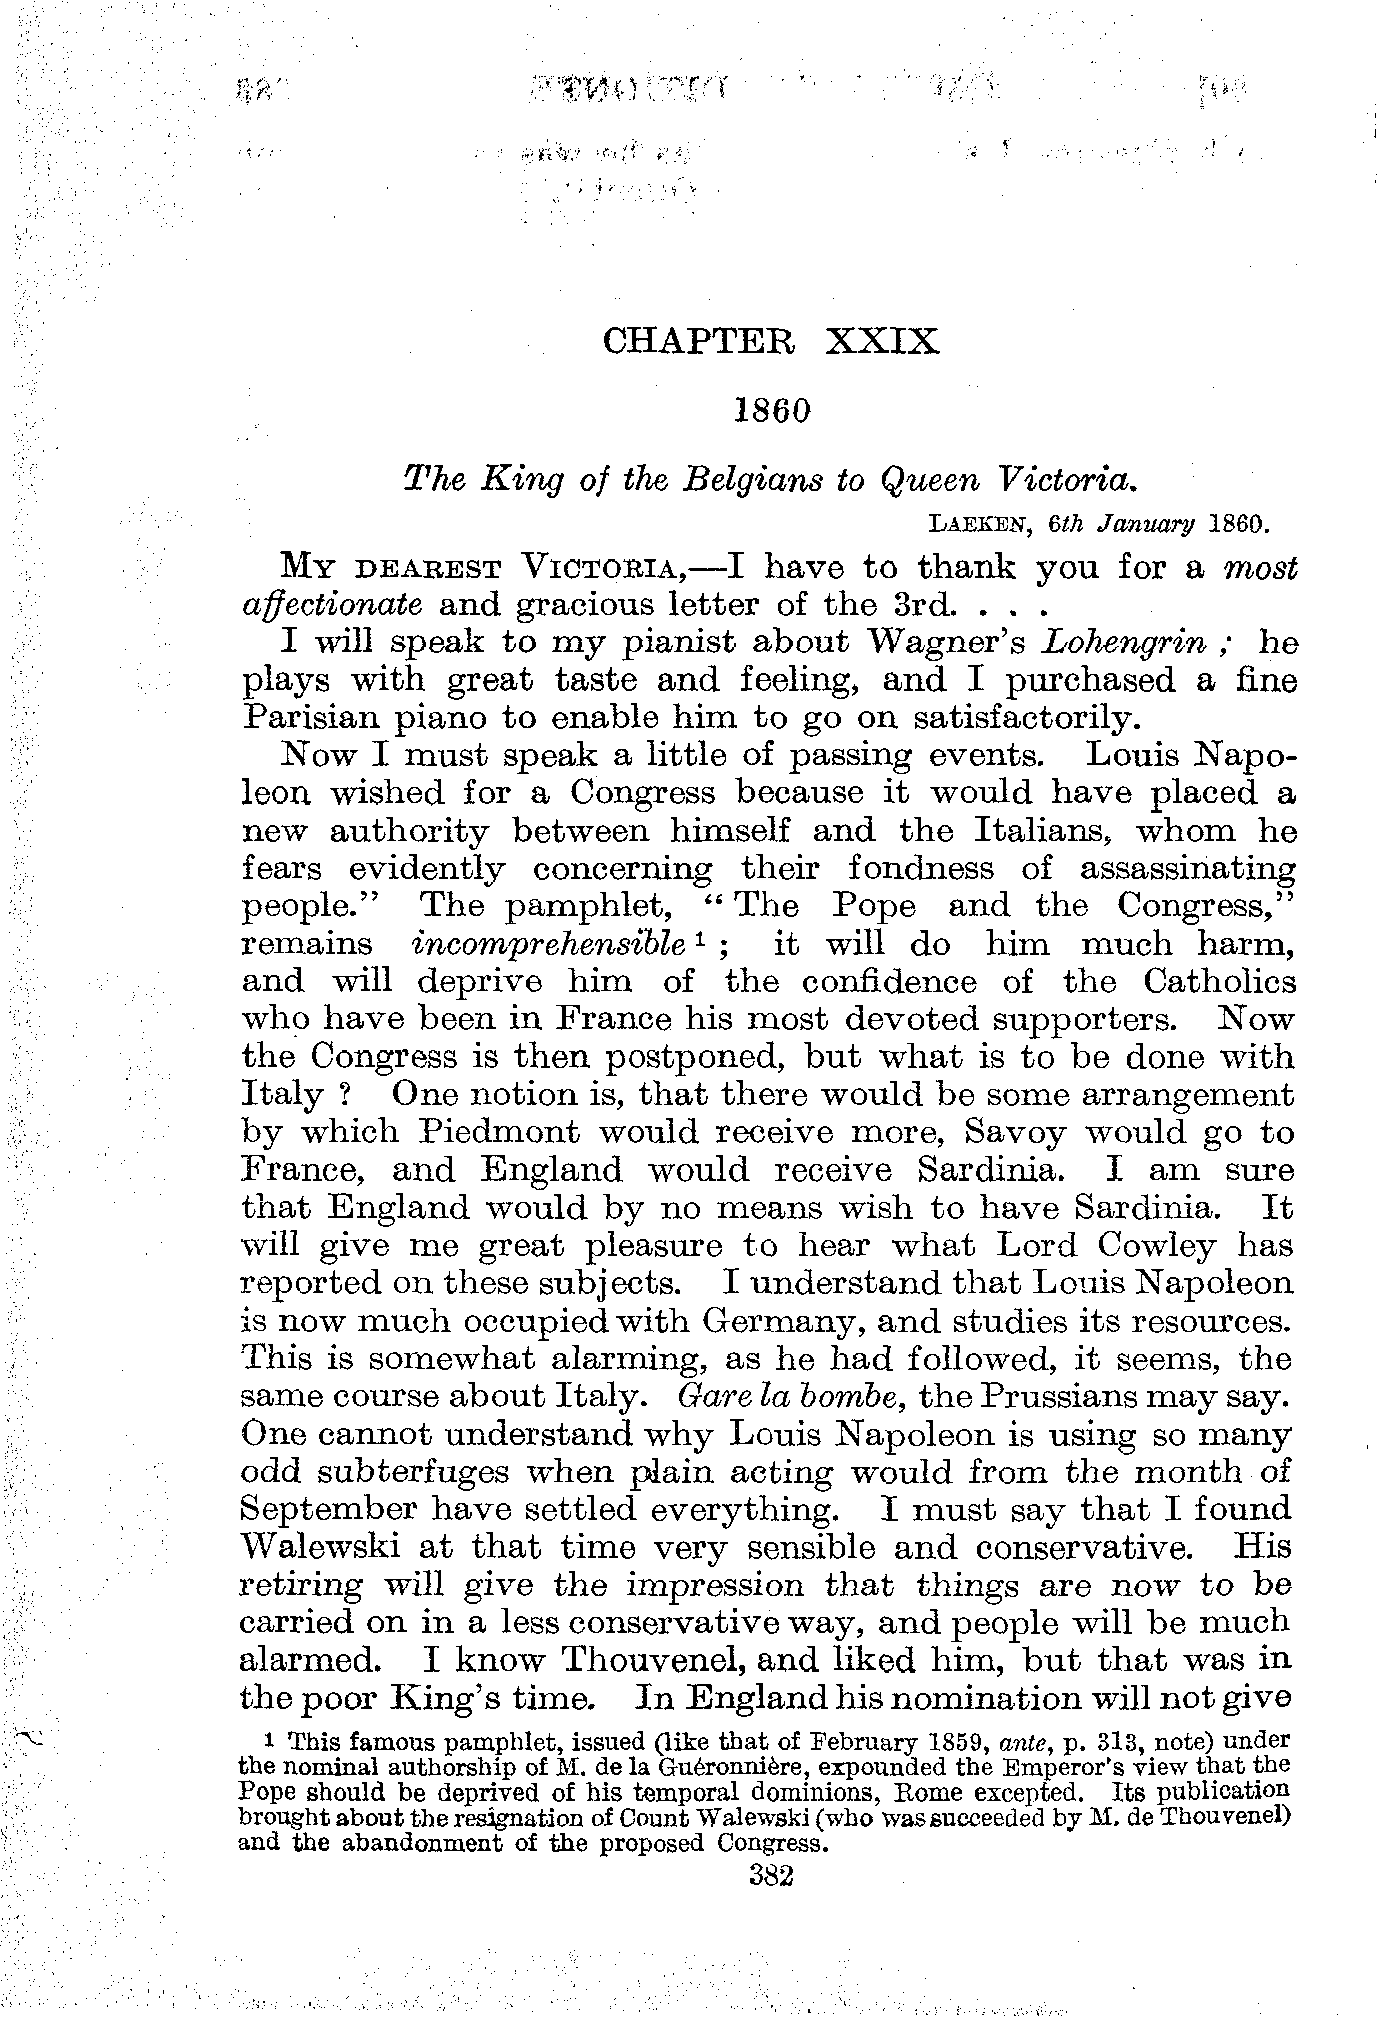 CHAPTER XXIX
1860
The King of the Belgians to Queen Victoria.
LAEKEN, 6th January 1860.
MY DEAREST VICTORIA,—I have to thank you for a most
affectionate and gracious letter of the 3rd. . . .
I will speak to my pianist about Wagner's Lohengrin ; he
plays with great taste and feeling, and I purchased a fine
Parisian piano to enable him to go on satisfactorily.
Now I must speak a little of passing events. Louis Napo-
leon wished for a Congress because it would have placed a
new authority between himself and the Italians, whom he
fears evidently concerning their fondness of assassinating
people.” The pamphlet, “ The Pope and the Congress,”
remains incomprehensible ¹ ; it will do him much harm,
and will deprive him of the confidence of the Catholics
who have been in France his most devoted supporters. Now
the Congress is then postponed, but what is to be done with
Italy ? One notion is, that there would be some arrangement
by which Piedmont would receive more, Savoy would go to
France, and England would receive Sardinia. I am sure
that England would by no means wish to have Sardinia. It
will give me great pleasure to hear what Lord Cowley has
reported on these subjects. I understand that Louis Napoleon
is now much occupied with Germany, and studies its resources.
This is somewhat alarming, as he had followed, it seems, the
same course about Italy. Gare la bombe, the Prussians may say.
One cannot understand why Louis Napoleon is using so many
odd subterfuges when plain acting would from the month of
September have settled everything. I must say that I found
Walewski at that time very sensible and conservative. His
retiring will give the impression that things are now to be
carried on in a less conservative way, and people will be much
alarmed. I know Thouvenel, and liked him, but that was in
the poor King's time. In England his nomination will not give
1 This famous pamphlet, issued (like that of February 1859, ante, p. 313, note) under
the nominal authorship of M. de la Guéronnière, expounded the Emperor's view that the
Pope should be deprived of his temporal dominions, Rome excepted. Its publication
brought about the resignation of Count Walewski (who was succeeded by M. de Thouvenel)
and the abandonment of the proposed Congress.
382